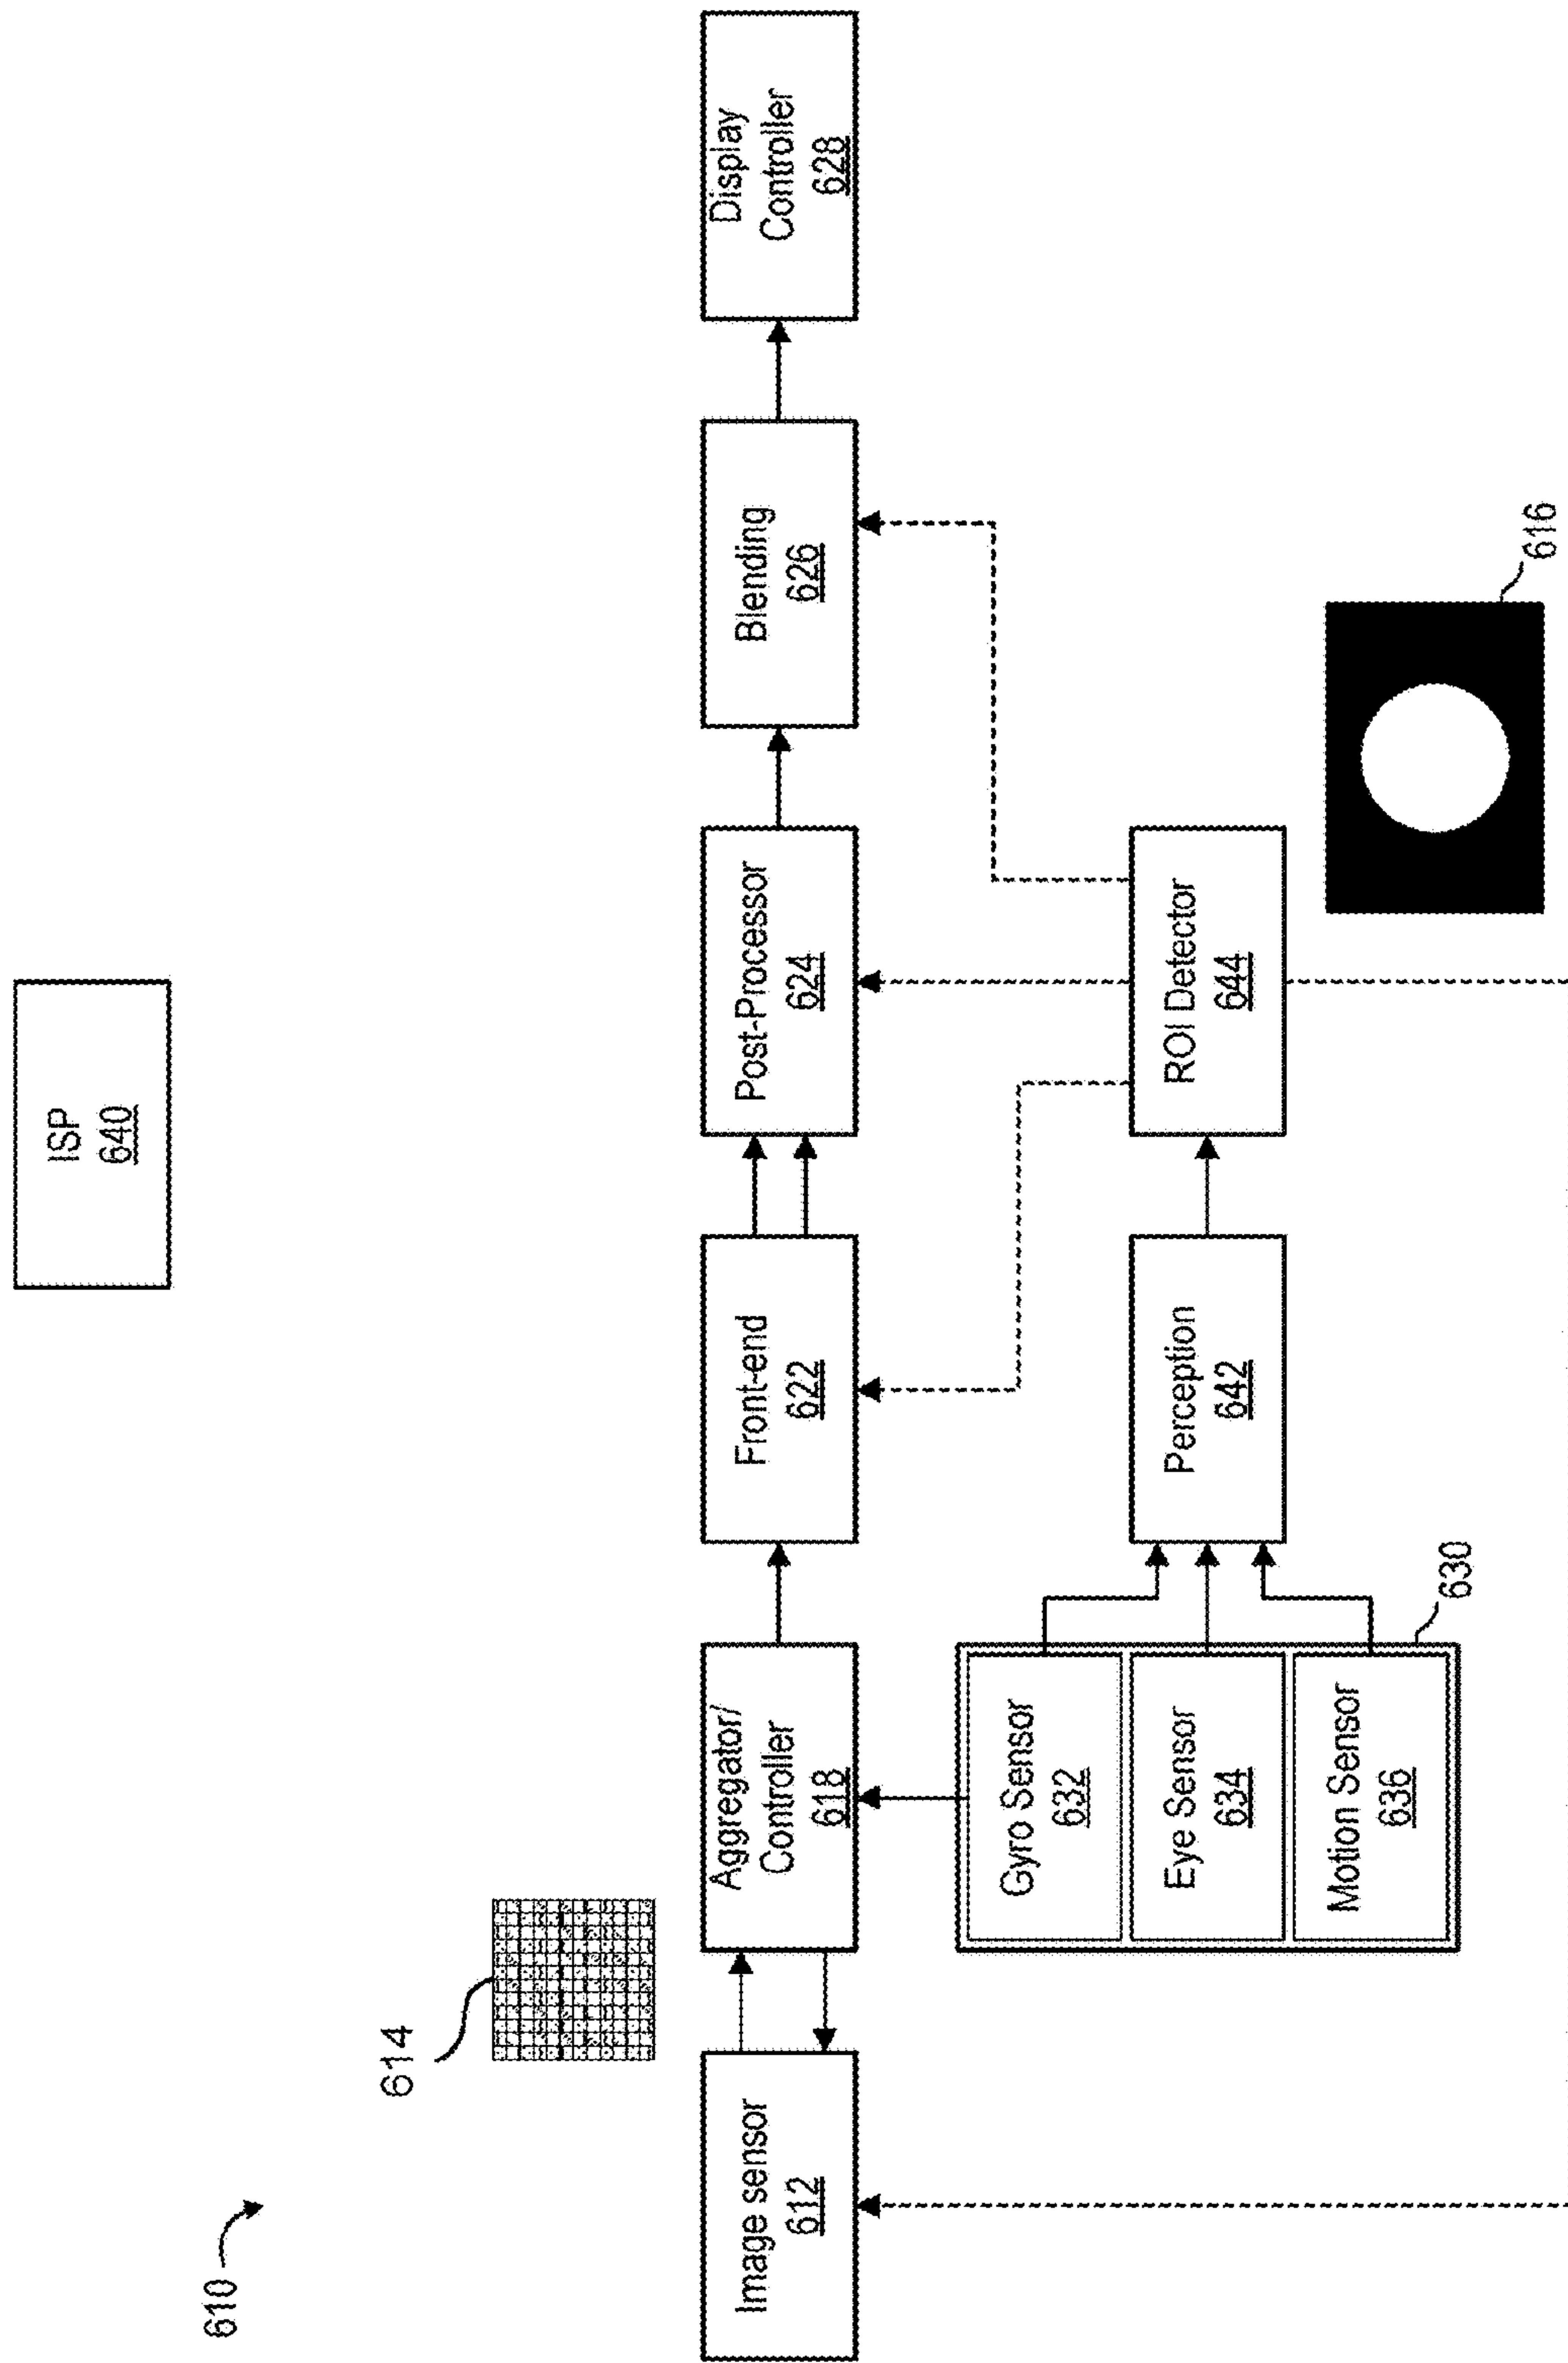 610
ISP
640
614
Image sensor
612
Aggregator/
Controller
618
Front-end
622
Post-Processor
624
Blending
626
Display
Controller
628
Gyro Sensor
632
Eye Sensor
634
Motion Sensor
636
630
Perception
642
ROI Detector
644
616